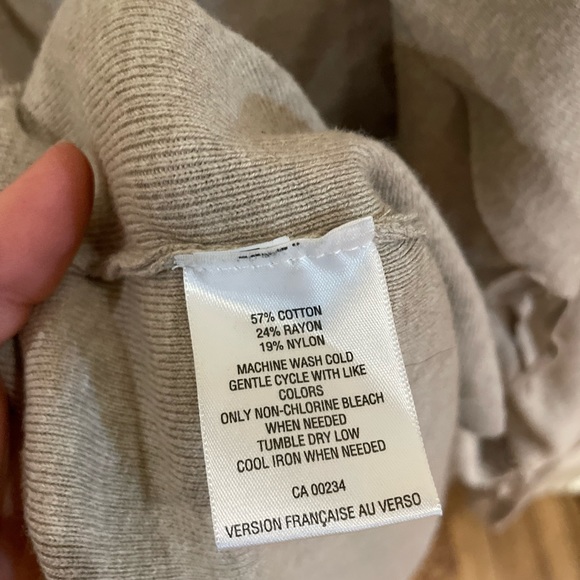 57% COTTON
24% RAYON
19% NYLON
MACHINE WASH COLD
GENTLE CYCLE WITH LIKE
COLORS
ONLY NON-CHLORINE BLEACH
WHEN NEEDED
TUMBLE DRY LOW
COOL IRON WHEN NEEDED
CA 00234
VERSION FRANÇAISE AU VERSO